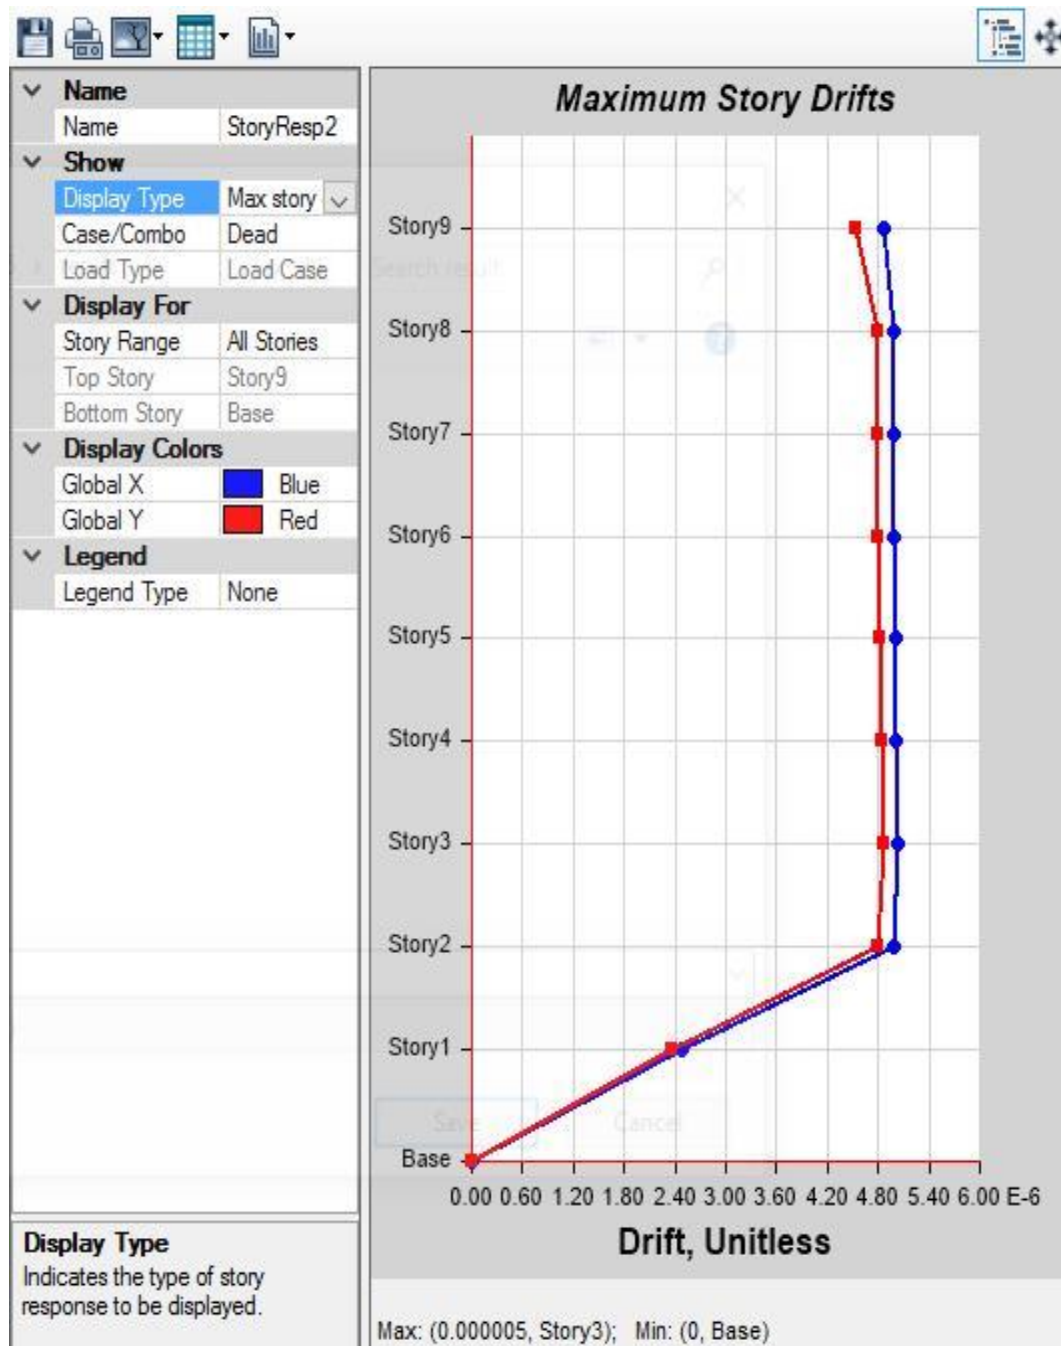 Name
Name StoryResp2
Show
Display Type Max story
Case/Combo Dead
Load Type Load Case
Display For
Story Range All Stories
Top Story Story9
Bottom Story Base
Display Colors
Global X Blue
Global Y Red
Legend
Legend Type None
Display Type
Indicates the type of story
response to be displayed.
Maximum Story Drifts
Search result
Story9
Story8
Story7
Story6
Story5
Story4
Story3
Story2
Story1
Base
Save Cancel
0.00 0.60 1.20 1.80 2.40 3.00 3.60 4.20 4.80 5.40 6.00 E-6
Drift, Unitless
Max: (0.000005, Story3); Min: (0, Base)